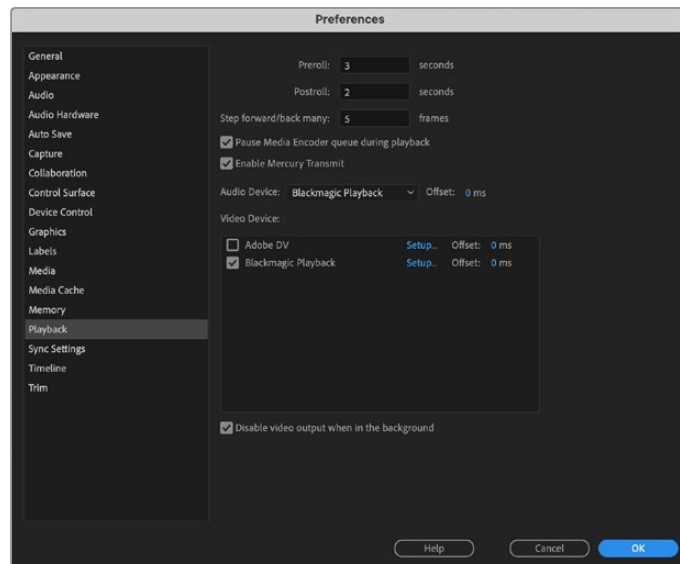 Preferences
General
Appearance
Audio
Audio Hardware
Auto Save
Capture
Collaboration
Control Surface
Device Control
Graphics
Labels
Media
Media Cache
Memory
Playback
Sync Settings
Timeline
Trim
Preroll: 3 seconds
Postroll: 2 seconds
Step forward/back many: 5 frames
Pause Media Encoder queue during playback
Enable Mercury Transmit
Audio Device: Blackmagic Playback Offset: 0 ms
Video Device:
Adobe DV Setup... Offset: 0 ms
Blackmagic Playback Setup... Offset: 0 ms
Disable video output when in the background
Help Cancel OK